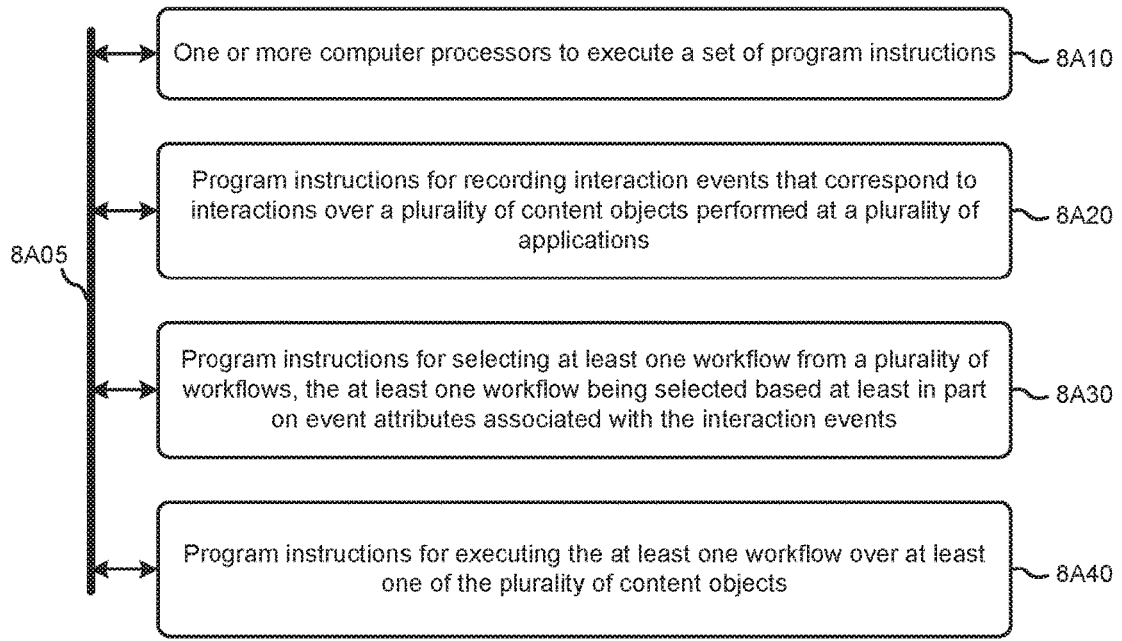 One or more computer processors to execute a set of program instructions
8A10
Program instructions for recording interaction events that correspond to
interactions over a plurality of content objects performed at a plurality of
applications
8A20
8A05
Program instructions for selecting at least one workflow from a plurality of
workflows, the at least one workflow being selected based at least in part
on event attributes associated with the interaction events
8A30
Program instructions for executing the at least one workflow over at least
one of the plurality of content objects
8A40